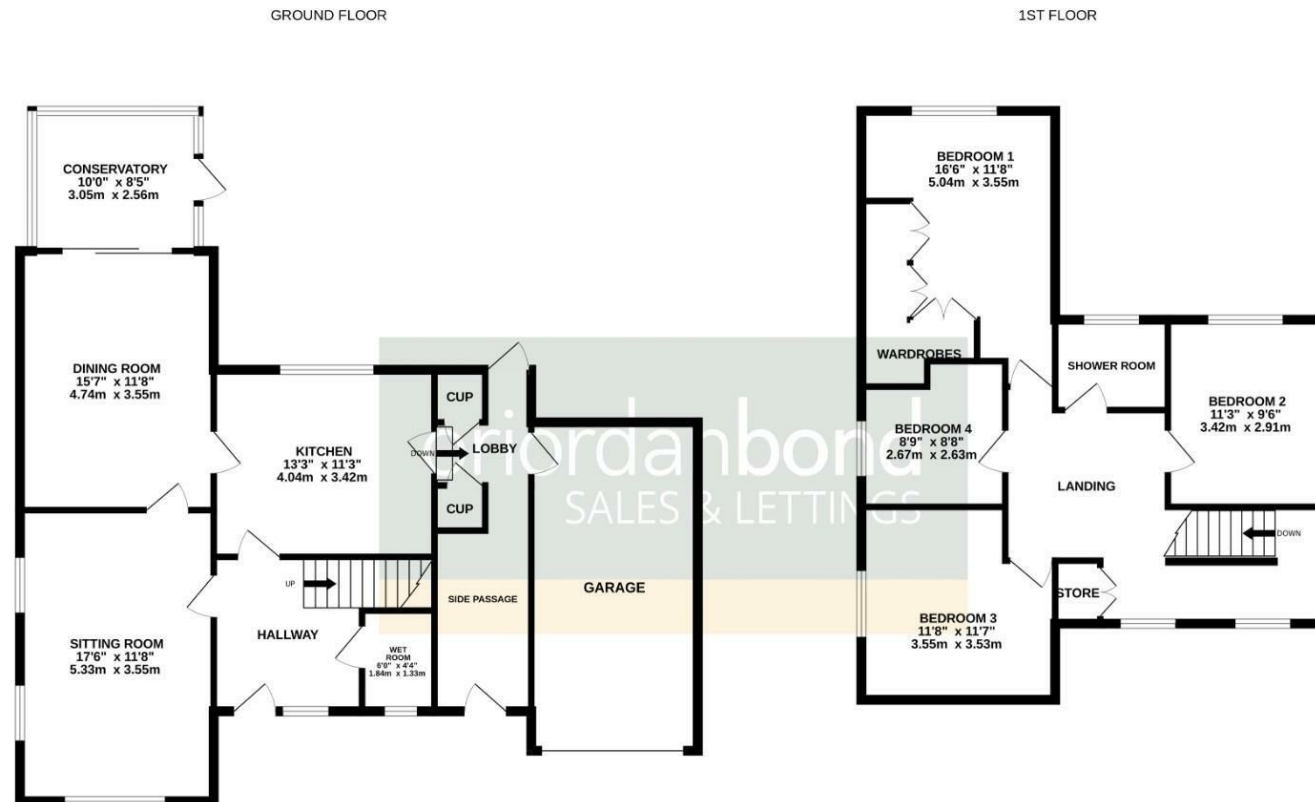 GROUND FLOOR
1ST FLOOR
CONSERVATORY
10'0" x 8'5"
3.05m x 2.56m
DINING ROOM
15'7" x 11'8"
4.74m x 3.55m
KITCHEN
13'3" x 11'3"
4.04m x 3.42m
CUP
DOWN
LOBBY
CUP
SITTING ROOM
17'6" x 11'8"
5.33m x 3.55m
UP
HALLWAY
WET
ROOM
6'0" x 4'4"
1.84m x 1.33m
SIDE PASSAGE
GARAGE
oriordanbond
SALES & LETTINGS
BEDROOM 1
16'6" x 11'8"
5.04m x 3.55m
WARDROBES
SHOWER ROOM
BEDROOM 2
11'3" x 9'6"
3.42m x 2.91m
BEDROOM 4
8'9" x 8'8"
2.67m x 2.63m
LANDING
DOWN
STORE
BEDROOM 3
11'8" x 11'7"
3.55m x 3.53m